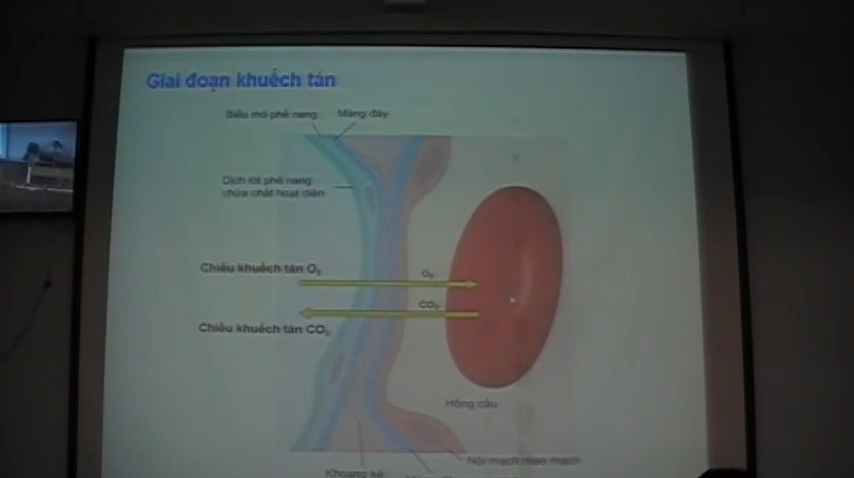 Giai đoạn khuếch tán
Biểu mô phế nang
Màng đáy
Dịch lót phế nang
chứa chất hoạt diện
Chiều khuếch tán O₂
O₂
CO₂
Chiều khuếch tán CO₂
Hồng cầu
Nội mạch mao mạch
Khoang kẽ